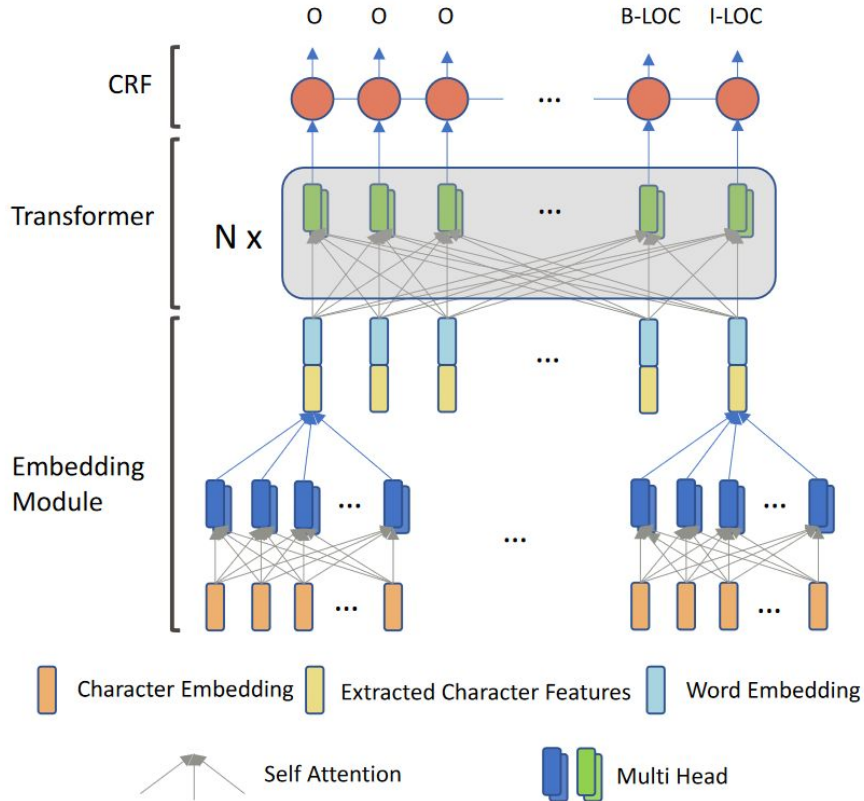 O O O B-LOC I-LOC
CRF
...
Transformer
N x
...
...
Embedding
Module
... ...
...
... ...
Character Embedding Extracted Character Features Word Embedding
Self Attention Multi Head